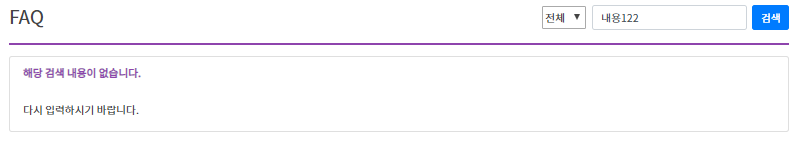 FAQ
전체 ▼ 내용122 검색
해당 검색 내용이 없습니다.
다시 입력하시기 바랍니다.